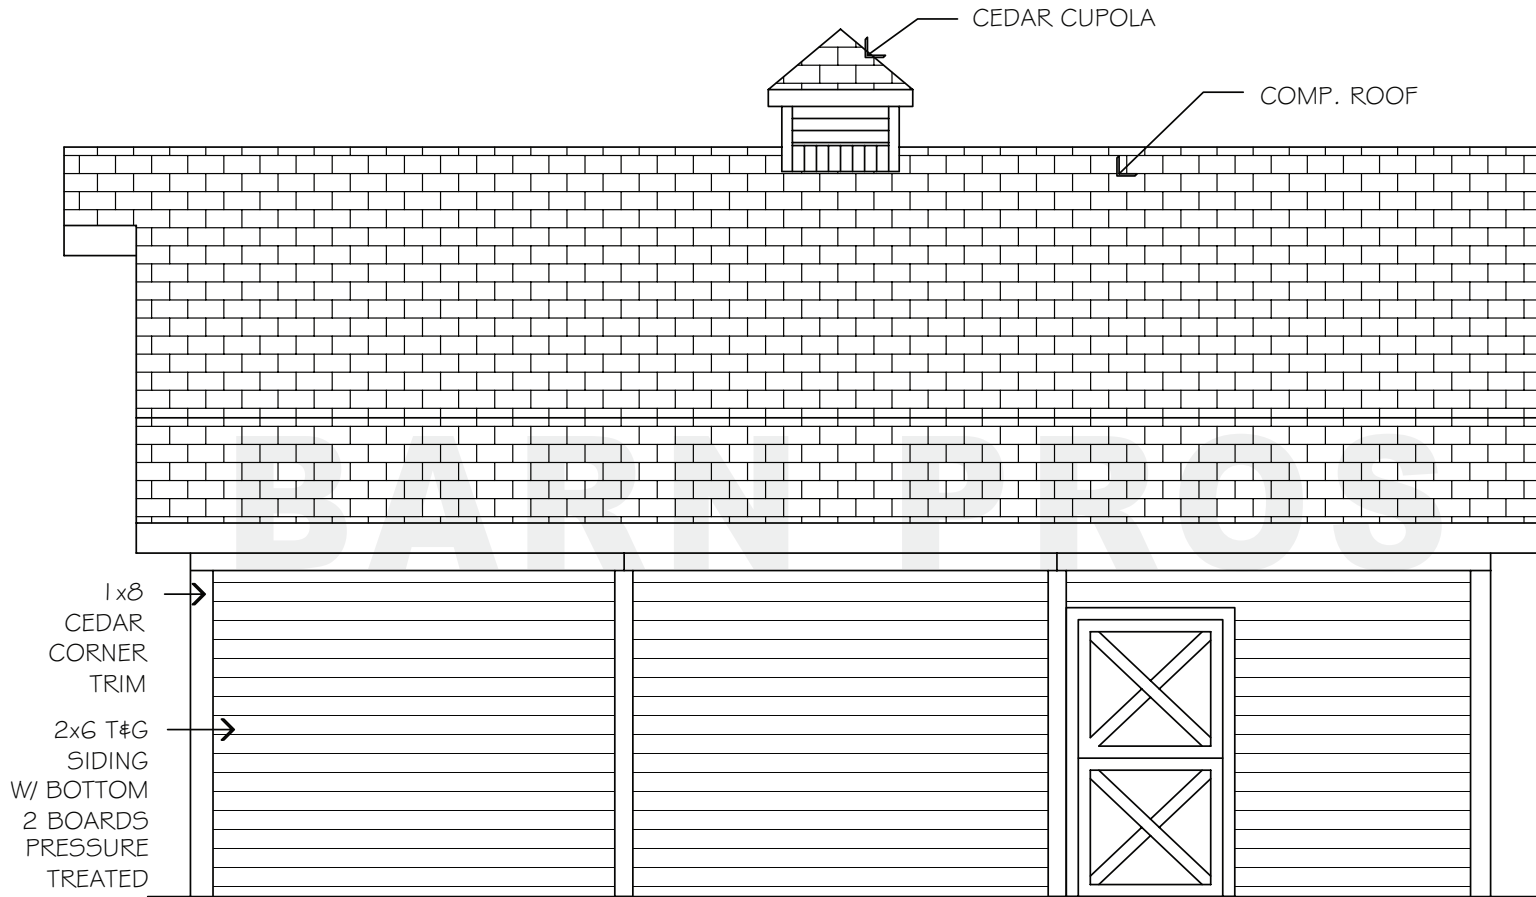 CEDAR CUPOLA
COMP. ROOF
BARN PROS
1x8
CEDAR
CORNER
TRIM
2x6 T&G
SIDING
W/ BOTTOM
2 BOARDS
PRESSURE
TREATED